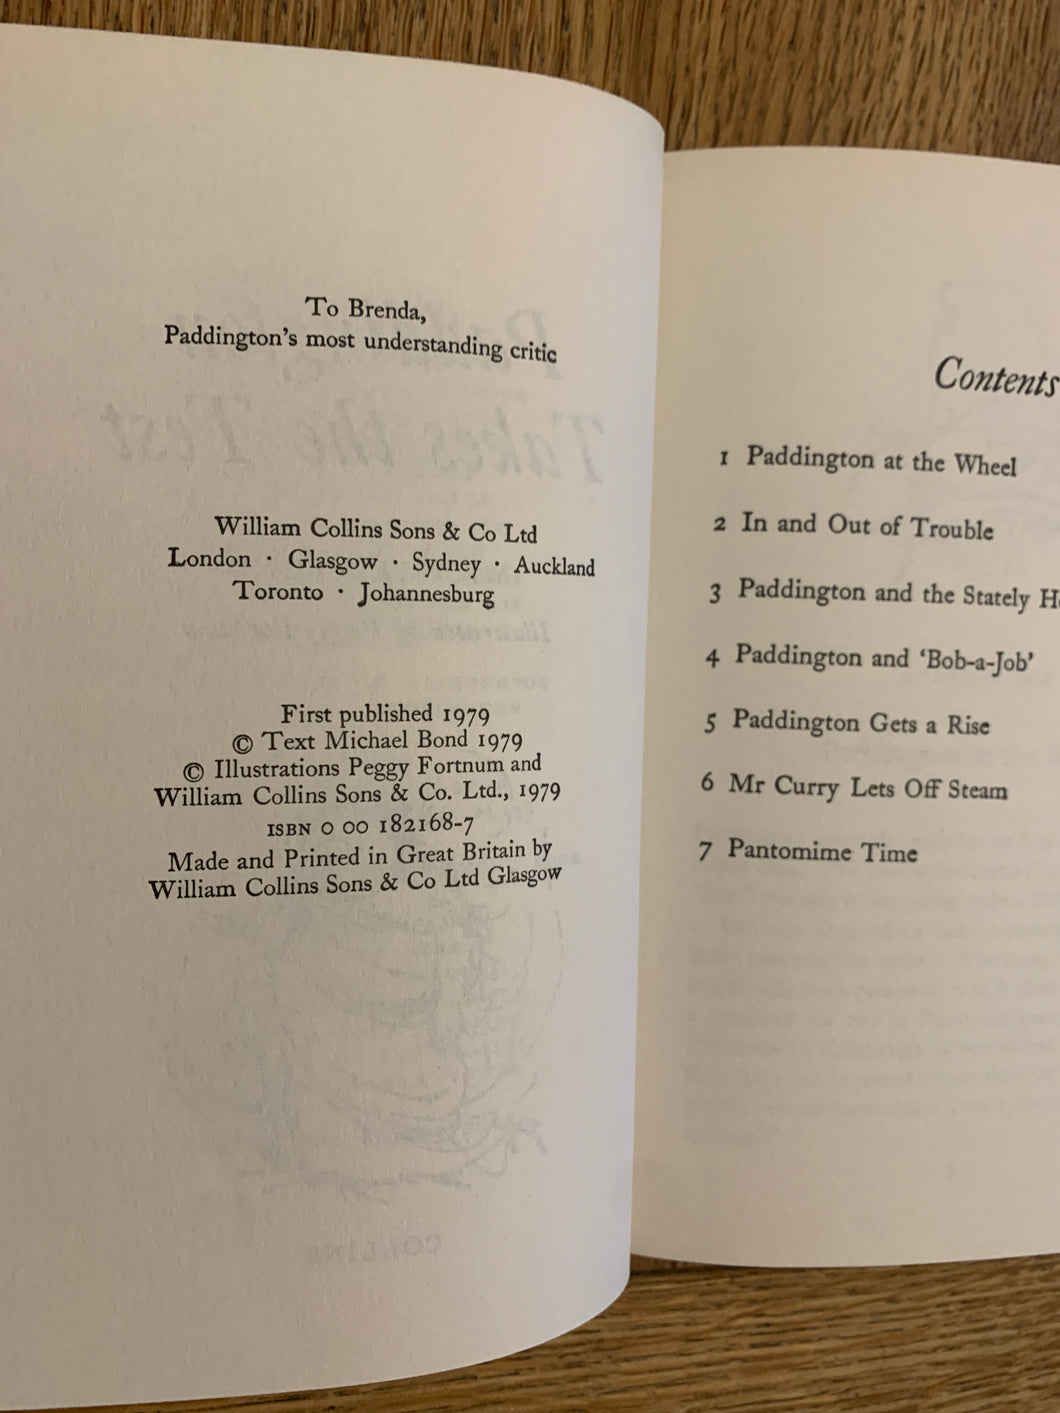 To Brenda,
Paddington's most understanding critic
William Collins Sons & Co Ltd
London · Glasgow · Sydney · Auckland
Toronto · Johannesburg
First published 1979
© Text Michael Bond 1979
© Illustrations Peggy Fortnum and
William Collins Sons & Co. Ltd., 1979
ISBN 0 00 182168-7
Made and Printed in Great Britain by
William Collins Sons & Co Ltd Glasgow
Contents
1 Paddington at the Wheel
2 In and Out of Trouble
3 Paddington and the Stately
4 Paddington and ‘Bob-a-Job’
5 Paddington Gets a Rise
6 Mr Curry Lets Off Steam
7 Pantomime Time